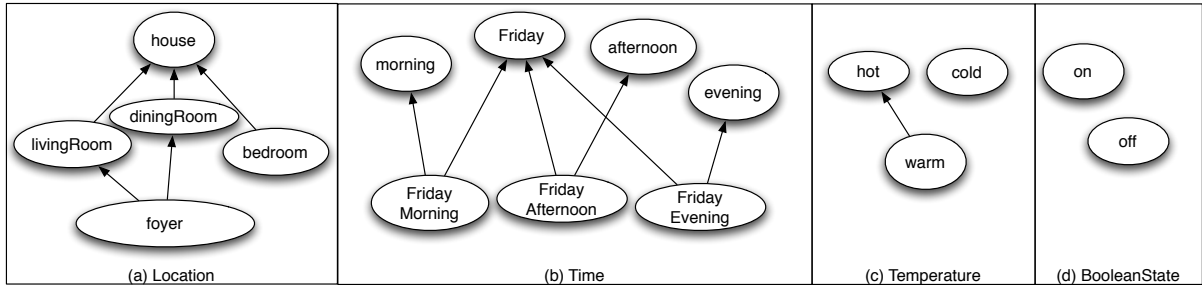 house
livingRoom
diningRoom
bedroom
foyer
(a) Location
morning
Friday
afternoon
evening
Friday
Morning
Friday
Afternoon
Friday
Evening
(b) Time
hot
cold
warm
(c) Temperature
on
off
(d) BooleanState